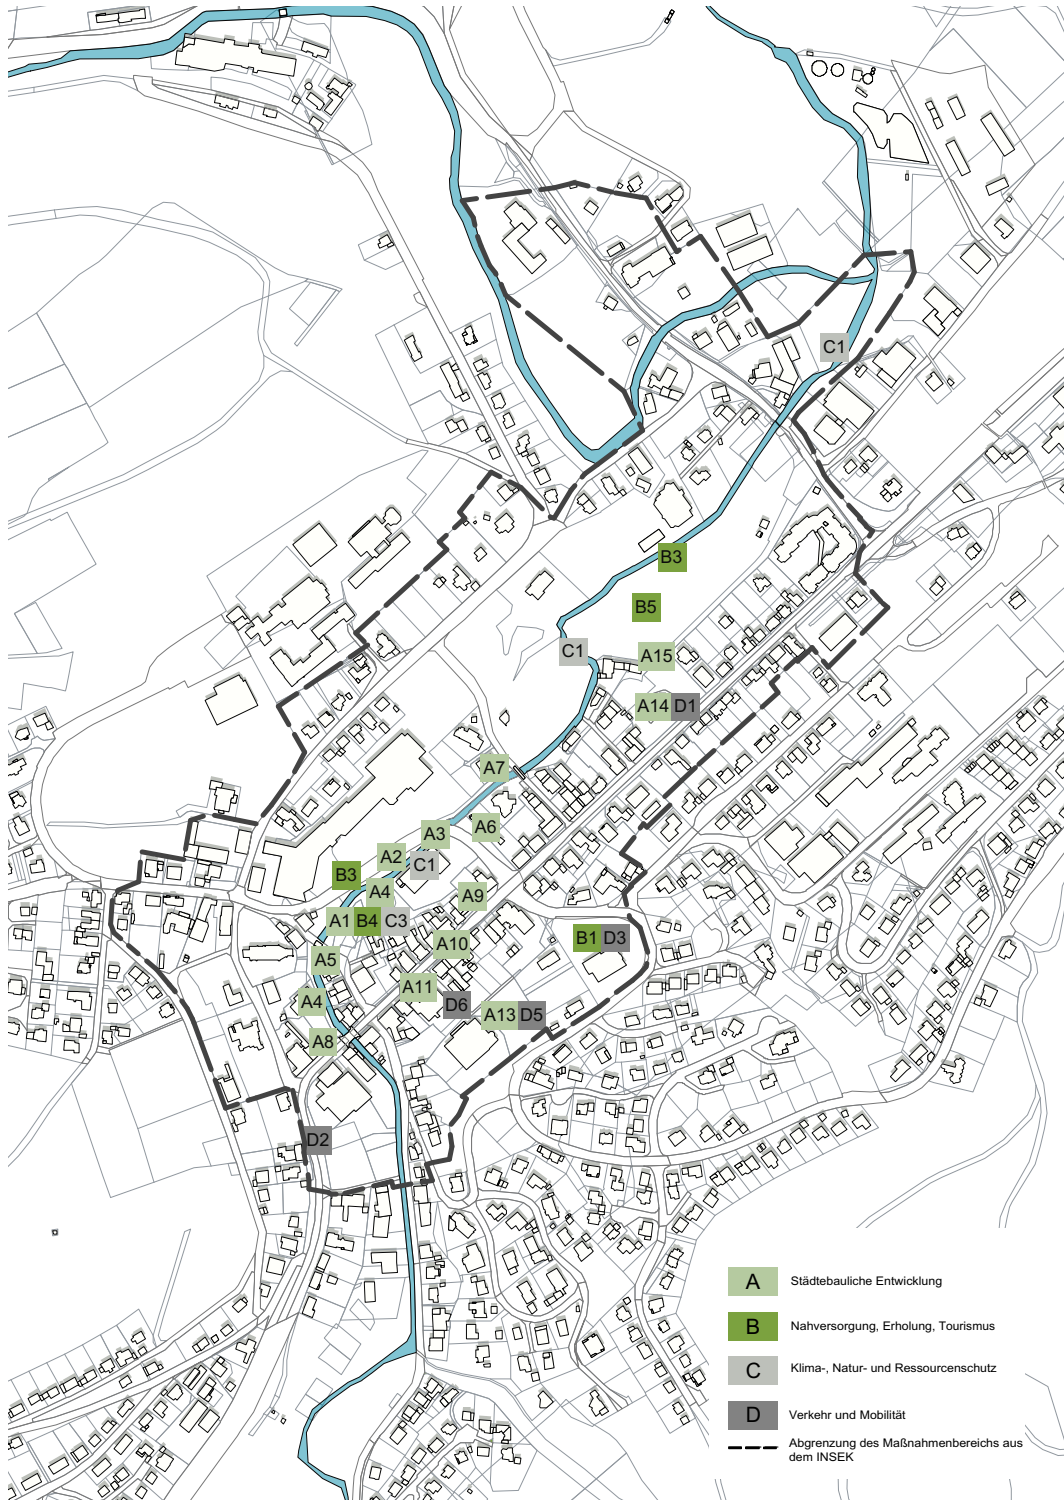 C1
B3
B5
C1
A15
A14 D1
A7
A6
A3
A2
C1
B3
A4
A9
A1 B4 C3
B1 D3
A10
A5
A11
A4
D6
A13 D5
A8
D2
A Städtebauliche Entwicklung
B Nahversorgung, Erholung, Tourismus
C Klima-, Natur- und Ressourcenschutz
D Verkehr und Mobilität
Abgrenzung des Maßnahmenbereichs aus
dem INSEK